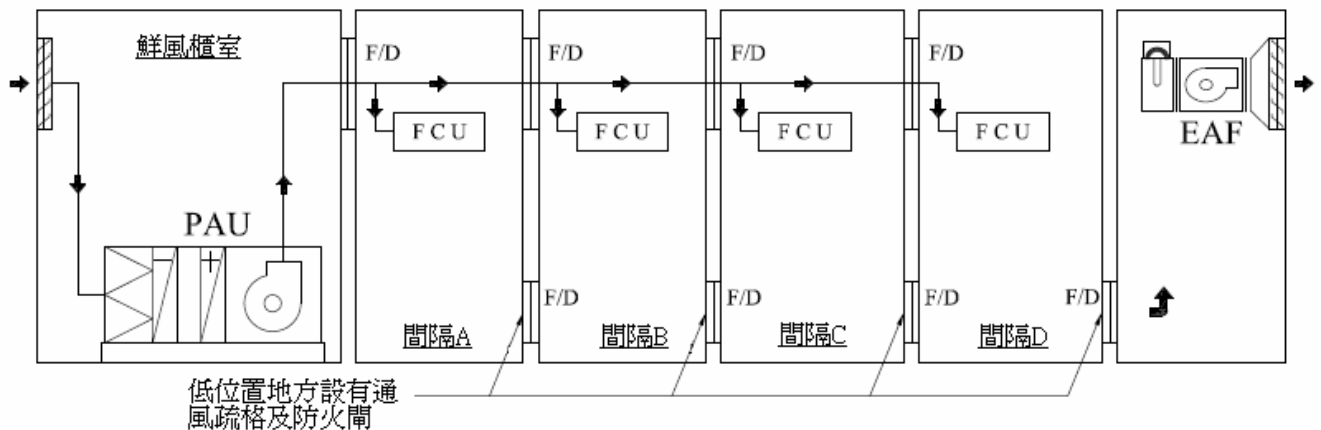 鮮風櫃室
F/D
F/D
F/D
F/D
FCU
FCU
FCU
FCU
EAF
PAU
F/D
F/D
F/D
F/D
間隔A
間隔B
間隔C
間隔D
低位置地方設有通
風疏格及防火閘